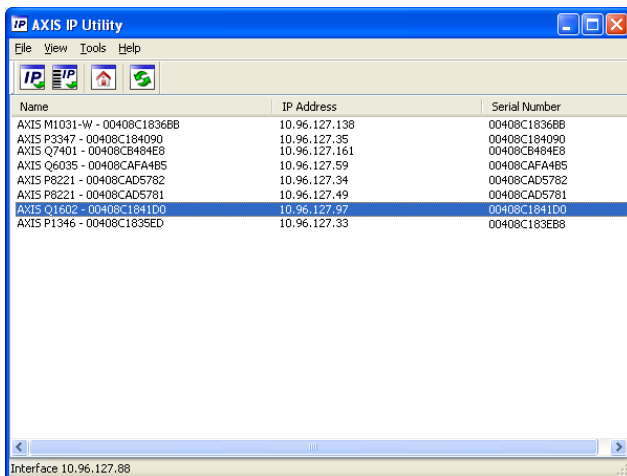 IP AXIS IP Utility
File View Tools Help
IP IP
Name IP Address Serial Number
AXIS M1031-W - 00408C1836BB 10.96.127.138 00408C1836BB
AXIS P3347 - 00408C184090 10.96.127.35 00408C184090
AXIS Q7401 - 00408CB484E8 10.96.127.161 00408CB484E8
AXIS Q6035 - 00408CAFA4B5 10.96.127.59 00408CAFA4B5
AXIS P8221 - 00408CAD5782 10.96.127.34 00408CAD5782
AXIS P8221 - 00408CAD5781 10.96.127.49 00408CAD5781
AXIS Q1602 - 00408C1841D0 10.96.127.97 00408C1841D0
AXIS P1346 - 00408C1835ED 10.96.127.33 00408C183EB8
Interface 10.96.127.88